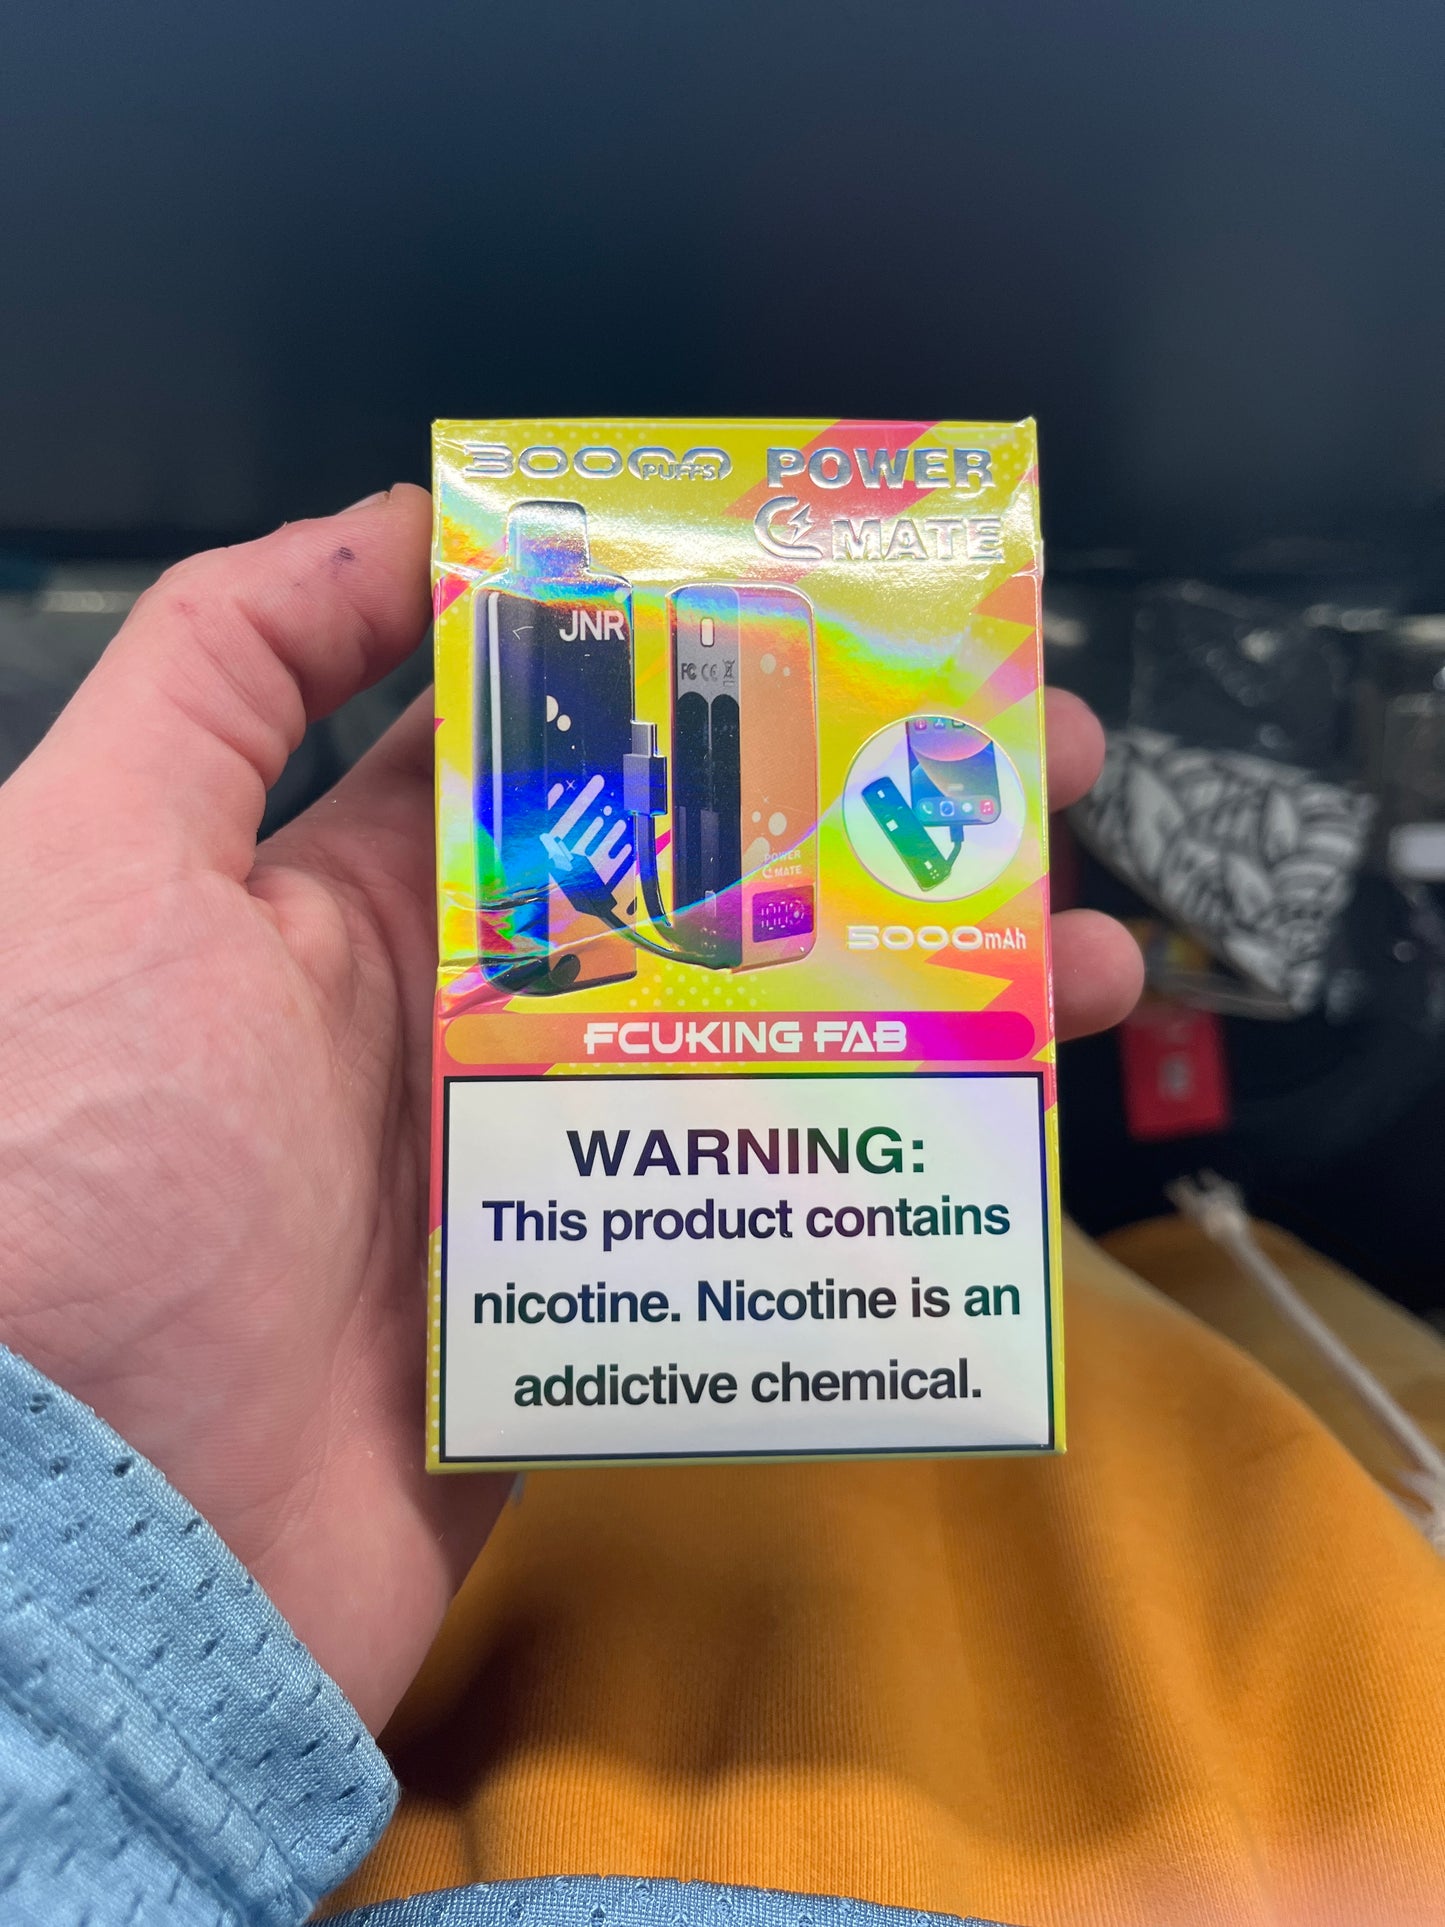 30000 PUFFS
POWER
MATE
JNR
FC CE
POWER
MATE
5000mAh
FCUKING FAB
WARNING:
This product contains
nicotine. Nicotine is an
addictive chemical.